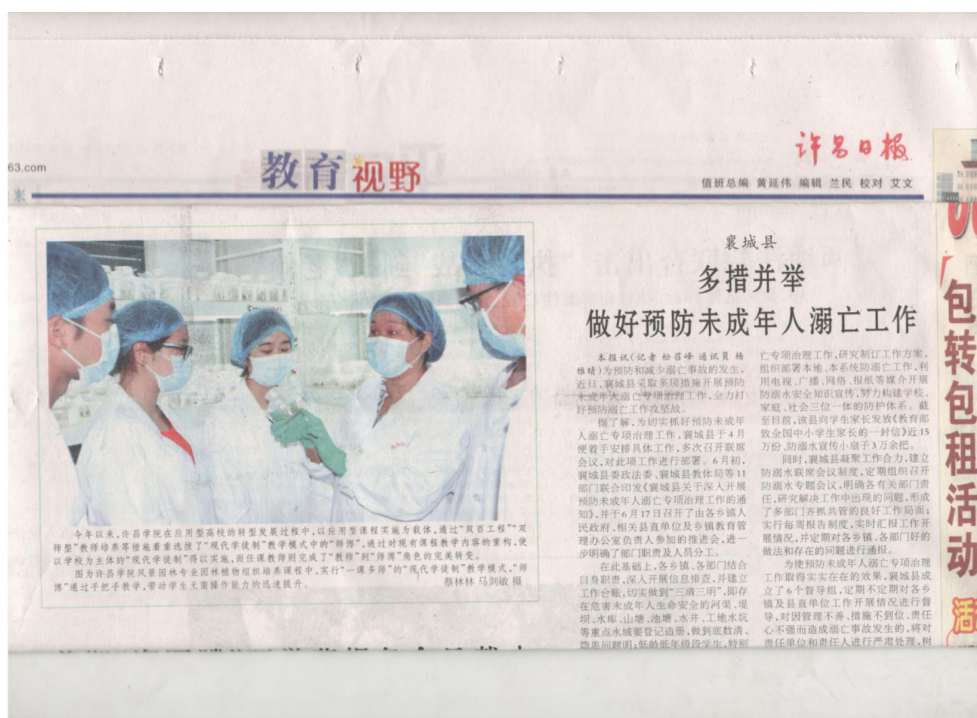 许昌日报
63.com
教育视野
值班总编 黄延伟 编辑 兰民 校对 艾文
来
今年以来,许昌学院在应用型高校的转型发展过程中,以应用型课程实施为载体,通过“双百工程”“双
师型”教师培养等措施着重选拔了“现代学徒制”教学模式中的“师傅”,通过对现有课程教学内容的重构,使
以学校为主体的“现代学徒制”得以实施,而任课教师则完成了“教师”到“师傅”角色的完美转变。
图为许昌学院风景园林专业园林植物组织培养课程中,实行“一课多师”的“现代学徒制”教学模式,“师
傅”通过手把手教学,带动学生无菌操作能力的迅速提升。
蔡林林 马剑敏 摄
襄城县
多措并举
做好预防未成年人溺亡工作
本报讯(记者 松召峰 通讯员 杨
雅晴)为预防和减少溺亡事故的发生,
近日,襄城县采取多项措施开展预防
未成年人溺亡专项治理工作,全力打
好预防溺亡工作攻坚战。
据了解,为切实抓好预防未成年
人溺亡专项治理工作,襄城县于4月
便着手安排具体工作,多次召开联席
会议,对此项工作进行部署。6月初,
襄城县委政法委、襄城县教体局等11
部门联合印发《襄城县关于深入开展
预防未成年人溺亡专项治理工作的通
知》,并于6月17日召开了由各乡镇人
民政府,相关县直单位及乡镇教育管
理办公室负责人参加的推进会,进一
步明确了部门职责及人员分工。
在此基础上,各乡镇、各部门结合
自身职责,深入开展信息排查,并建立
工作台账,切实做到“三清三明”,即存
在危害未成年人生命安全的河渠、堤
坝、水库、山塘、池塘、水井、工地水坑
等重点水域要登记造册,做到底数清,
隐患问题明;低龄低年级段学生,特别
亡专项治理工作,研究制订工作方案,
组织部署本地、本系统防溺亡工作,利
用电视、广播、网络、报纸等媒介开展
防溺水安全知识宣传,努力构建学校、
家庭、社会三位一体的防护体系。截
至目前,该县向学生家长发放《教育部
致全国中小学生家长的一封信》近15
万份,防溺水宣传小扇子3万余把。
同时,襄城县凝聚工作合力,建立
防溺水联席会议制度,定期组织召开
防溺水专题会议,明确各有关部门责
任,研究解决工作中出现的问题,形成
了多部门齐抓共管的良好工作局面;
实行每周报告制度,实时汇报工作开
展情况,并定期对各乡镇、各部门好的
做法和存在的问题进行通报。
为使预防未成年人溺亡专项治理
工作取得实实在在的效果,襄城县成
立了6个督导组,定期不定期对各乡
镇及县直单位工作开展情况进行督
导,对因管理不善、措施不到位、责任
心不强而造成溺亡事故发生的,将对
责任单位和责任人进行严肃处理,树
包转包租活动
活